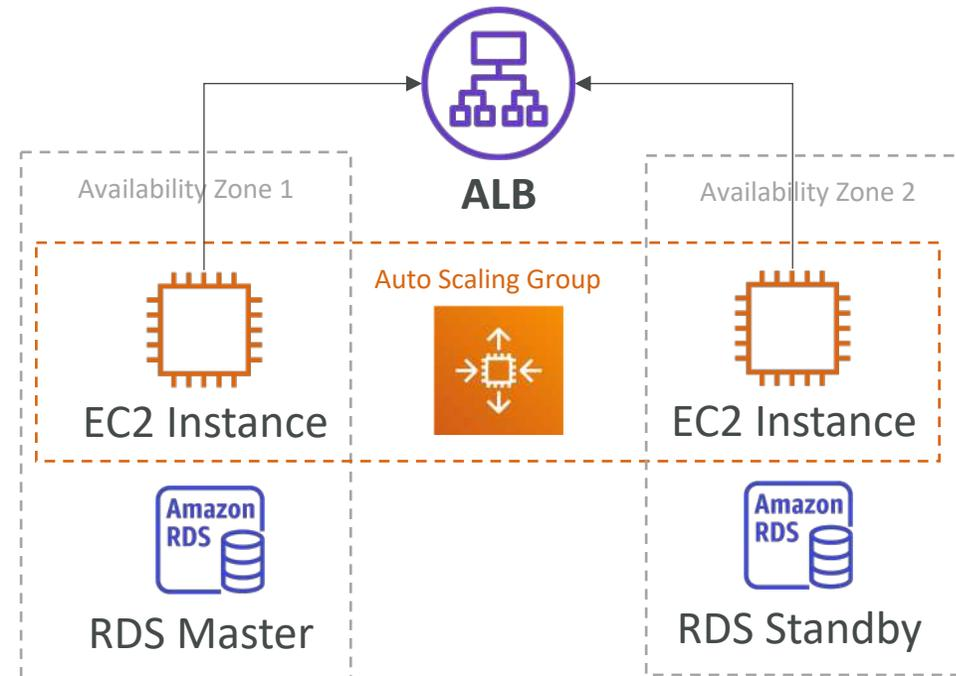 ALB
Availability Zone 1
Availability Zone 2
Auto Scaling Group
EC2 Instance
EC2 Instance
Amazon
RDS
RDS Master
Amazon
RDS
RDS Standby